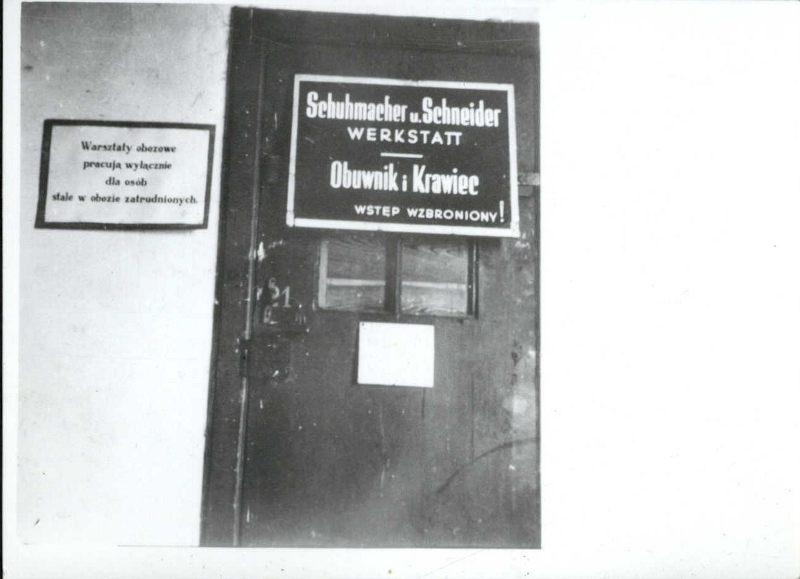 Warsztaty obozowe
pracują wyłącznie
dla osób
stale w obozie zatrudnionych.
Schuhmacher u. Schneider
WERKSTATT
Obuwnik i Krawiec
WSTĘP WZBRONIONY!